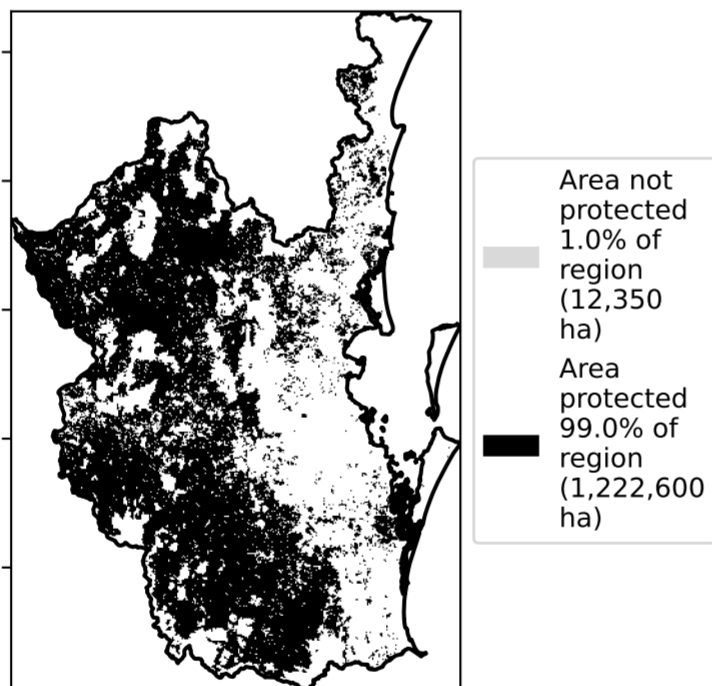 Area not
protected
1.0% of
region
(12,350
ha)
Area
protected
99.0% of
region
(1,222,600
ha)